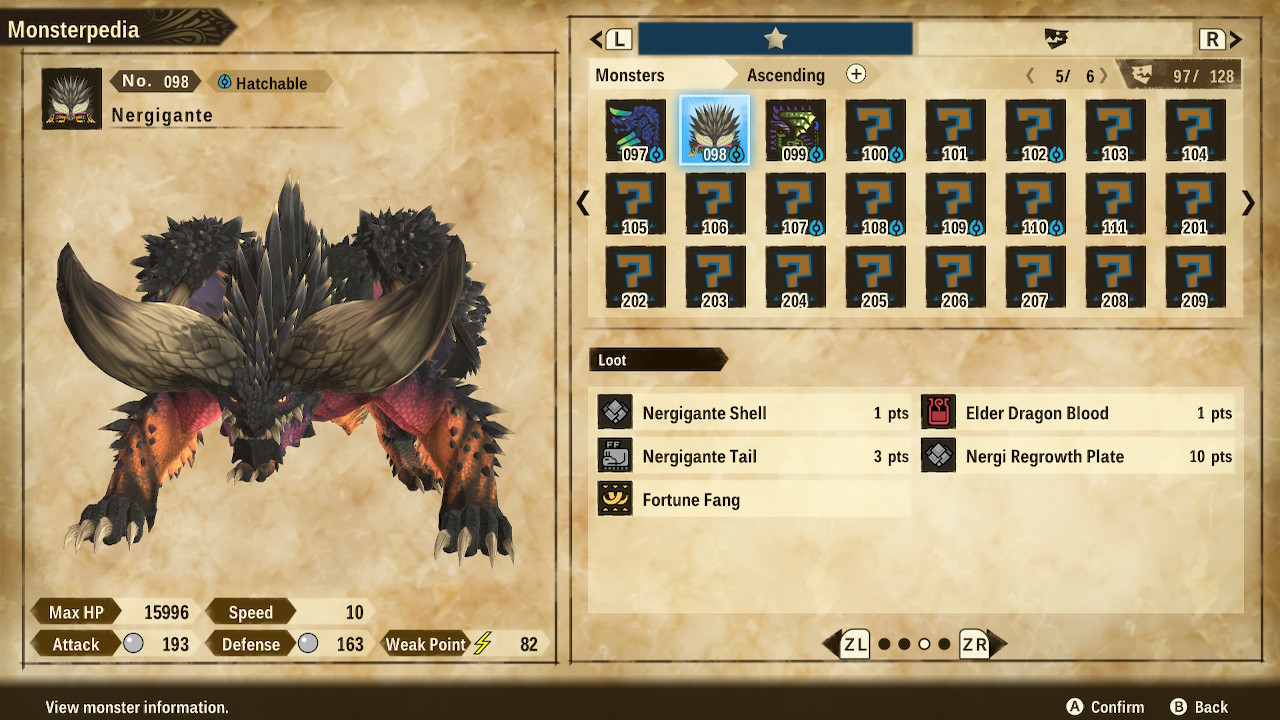 Monsterpedia
No. 098
Hatchable
Nergigante
Max HP 15996
Speed 10
Attack 193
Defense 163
Weak Point 82
L
R
Monsters
Ascending
5/ 6
97/ 128
097 098 099 100 101 102 103 104
105 106 107 108 109 110 111 201
202 203 204 205 206 207 208 209
Loot
Nergigante Shell 1 pts
Elder Dragon Blood 1 pts
FF
Nergigante Tail 3 pts
Nergi Regrowth Plate 10 pts
Fortune Fang
ZL
ZR
View monster information.
A Confirm
B Back